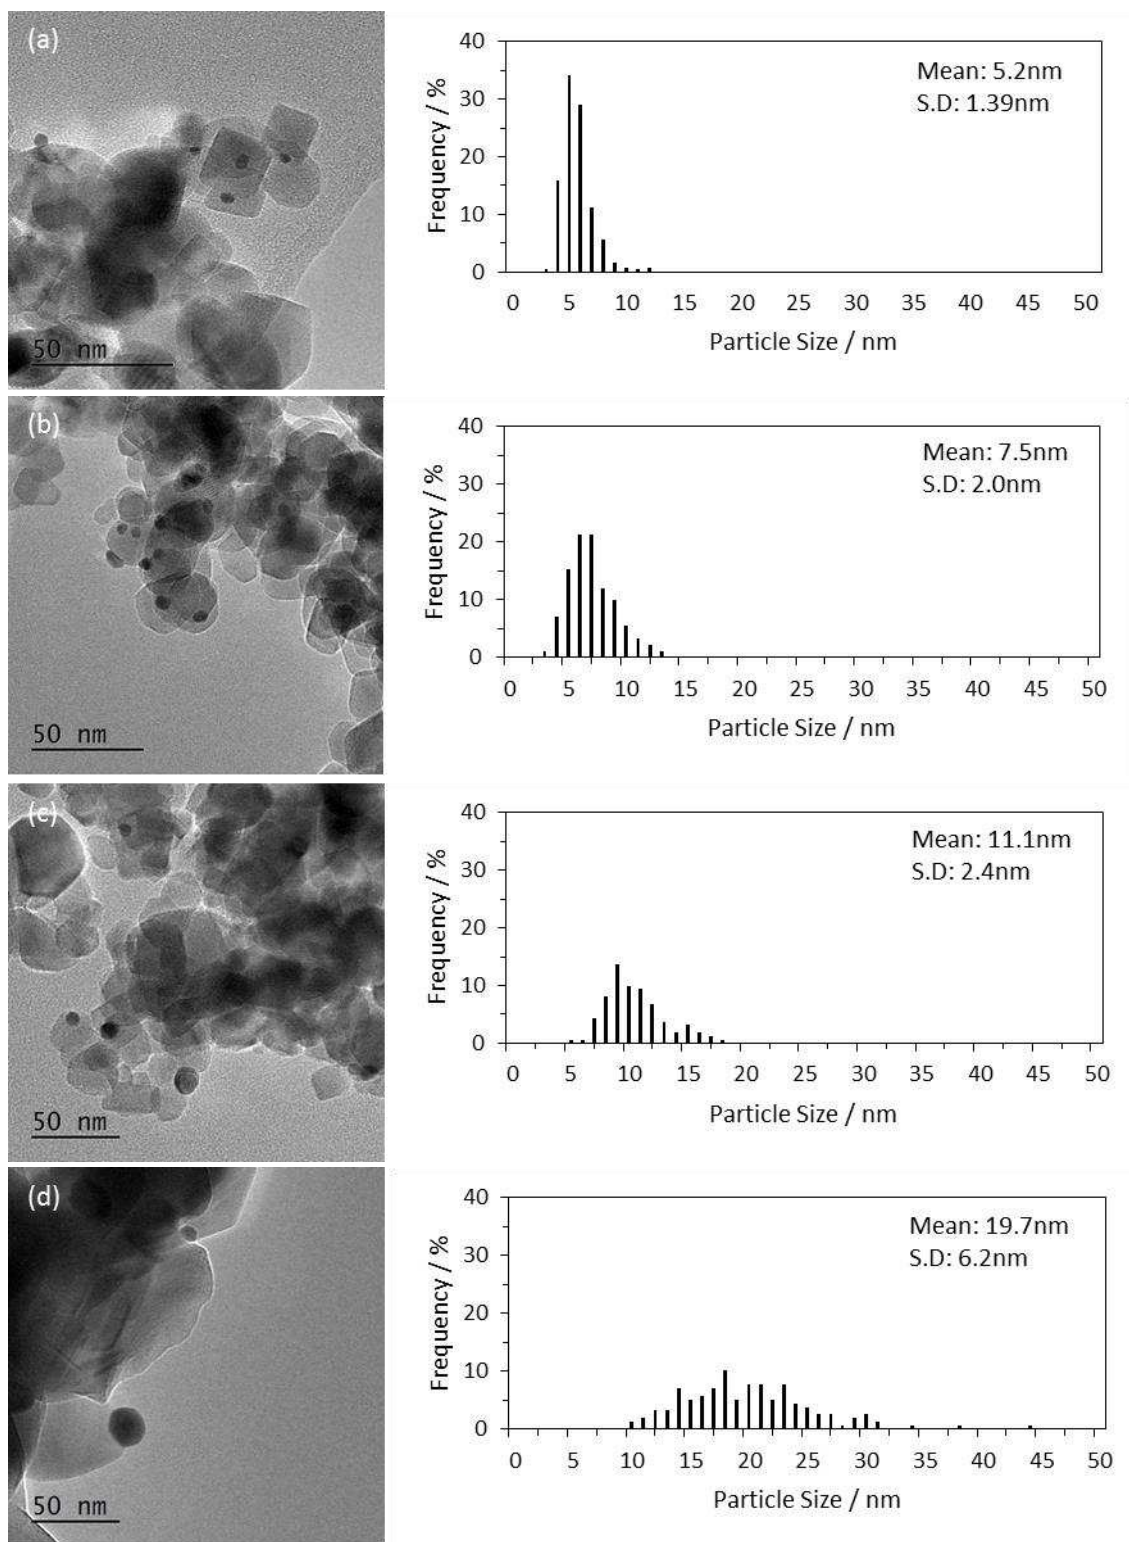 (a)
50 nm
40
30
20
10
0
Frequency / %
Mean: 5.2nm
S.D: 1.39nm
0 5 10 15 20 25 30 35 40 45 50
Particle Size / nm
(b)
50 nm
40
30
20
10
0
Frequency / %
Mean: 7.5nm
S.D: 2.0nm
0 5 10 15 20 25 30 35 40 45 50
Particle Size / nm
(c)
50 nm
40
30
20
10
0
Frequency / %
Mean: 11.1nm
S.D: 2.4nm
0 5 10 15 20 25 30 35 40 45 50
Particle Size / nm
(d)
50 nm
40
30
20
10
0
Frequency / %
Mean: 19.7nm
S.D: 6.2nm
0 5 10 15 20 25 30 35 40 45 50
Particle Size / nm